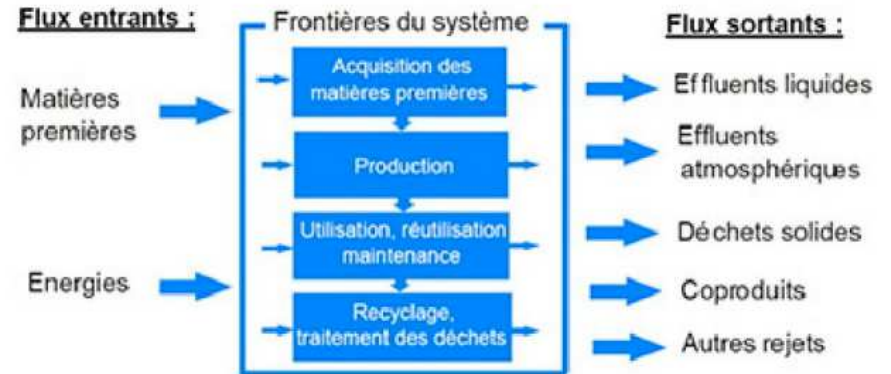 Flux entrants :
Matières
premières
Energies
Frontières du système
Acquisition des
matières premières
Production
Utilisation, réutilisation
maintenance
Recyclage,
traitement des déchets
Flux sortants :
Effluents liquides
Effluents
atmosphériques
Déchets solides
Coproduits
Autres rejets